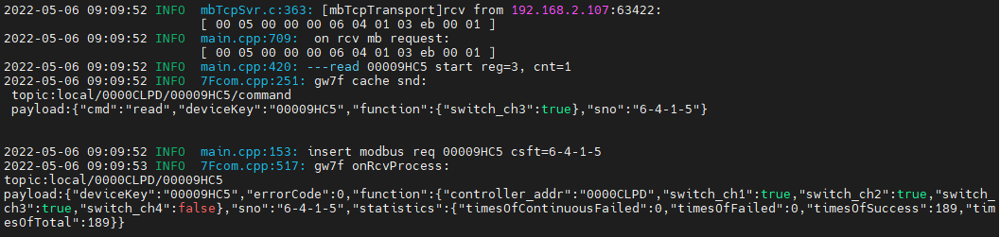 2022-05-06 09:09:52 INFO  mbTcpSvr.c:363: [mbTcpTransport]rcv from 192.168.2.107:63422:
[ 00 05 00 00 00 06 04 01 03 eb 00 01 ]
2022-05-06 09:09:52 INFO  main.cpp:709:  on rcv mb request:
[ 00 05 00 00 00 06 04 01 03 eb 00 01 ]
2022-05-06 09:09:52 INFO  main.cpp:420: ---read 00009HC5 start reg=3, cnt=1
2022-05-06 09:09:52 INFO  7Fcom.cpp:251: gw7f cache snd:
topic:local/0000CLPD/00009HC5/command
payload:{"cmd":"read","deviceKey":"00009HC5","function":{"switch_ch3":true},"sno":"6-4-1-5"}
2022-05-06 09:09:52 INFO  main.cpp:153: insert modbus req 00009HC5 csft=6-4-1-5
2022-05-06 09:09:53 INFO  7Fcom.cpp:517: gw7f onRcvProcess:
topic:local/0000CLPD/00009HC5
payload:{"deviceKey":"00009HC5","errorCode":0,"function":{"controller_addr":"0000CLPD","switch_ch1":true,"switch_ch2":true,"switch_
ch3":true,"switch_ch4":false},"sno":"6-4-1-5","statistics":{"timesOfContinuousFailed":0,"timesOfFailed":0,"timesOfSuccess":189,"tim
esOfTotal":189}}